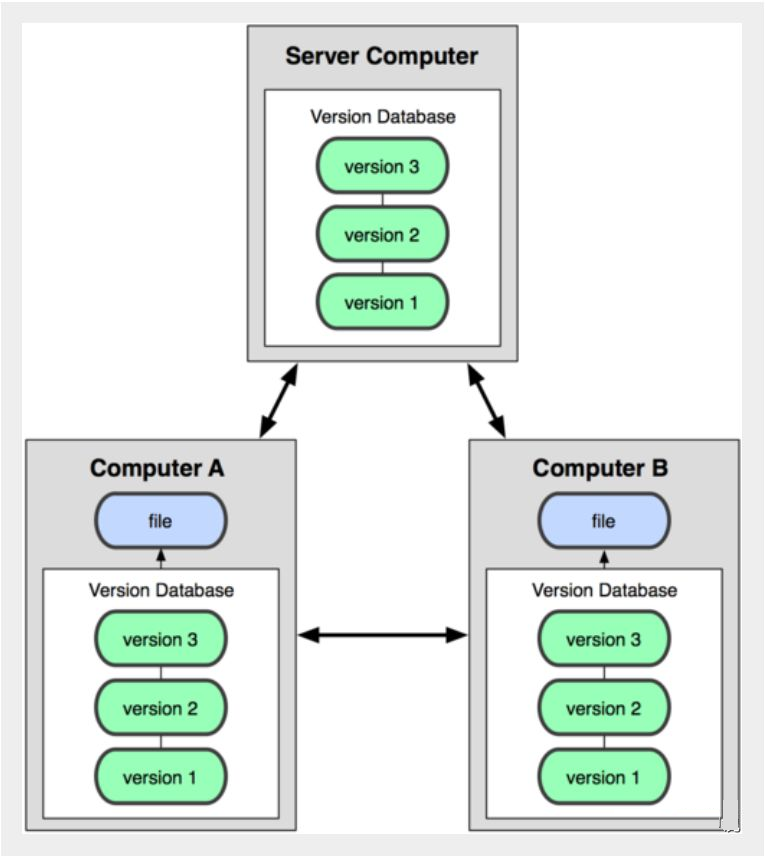 Server Computer
Version Database
version 3
version 2
version 1
Computer A
file
Version Database
version 3
version 2
version 1
Computer B
file
Version Database
version 3
version 2
version 1